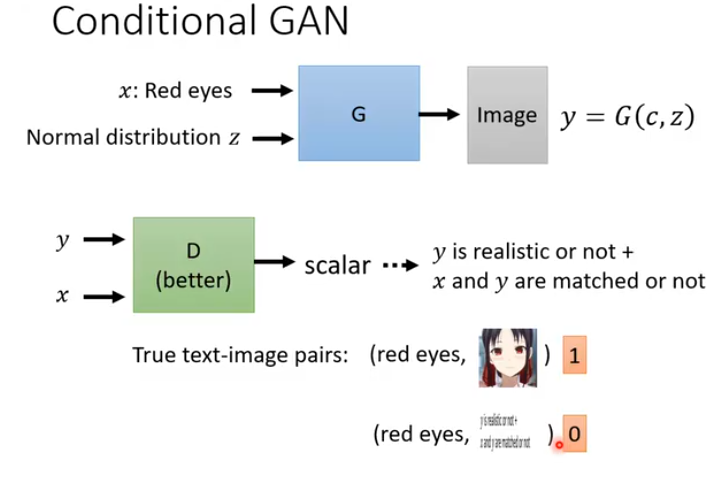 Conditional GAN
x: Red eyes
Normal distribution z
G
Image
y = G(c, z)
y
x
D
(better)
scalar
y is realistic or not +
x and y are matched or not
True text-image pairs: (red eyes, ) 1
(red eyes,
y is realistic or not +
x and y are matched or not
) 0